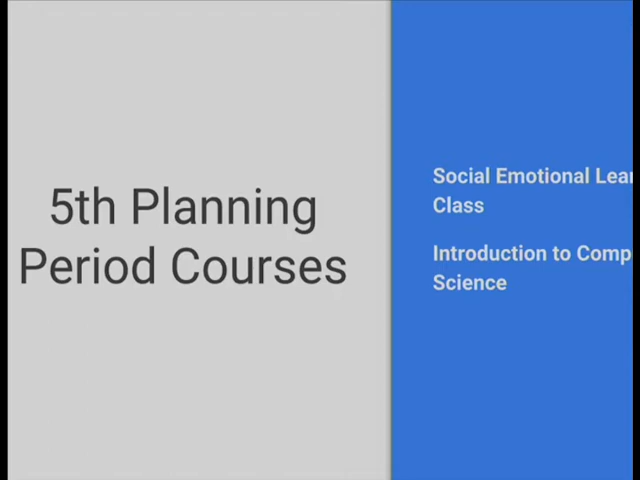 5th Planning
Period Courses
Social Emotional
Class
Introduction to
Science